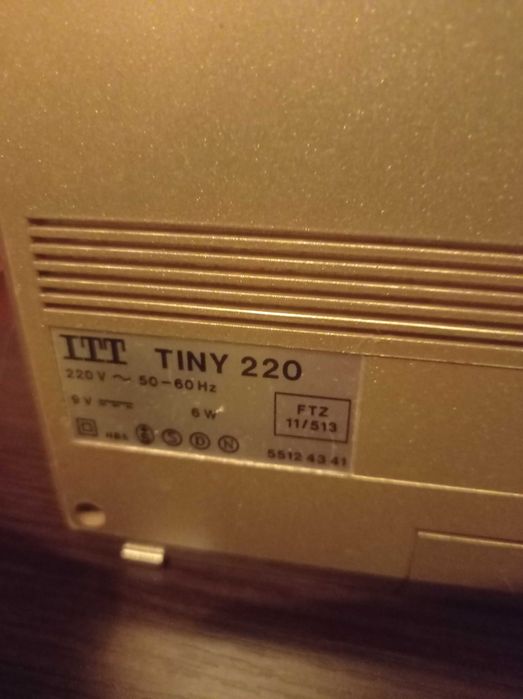 ITT TINY 220
220 V ~ 50-60 Hz
9 V 6 W
FTZ
11/513
S D N
5512 43 41